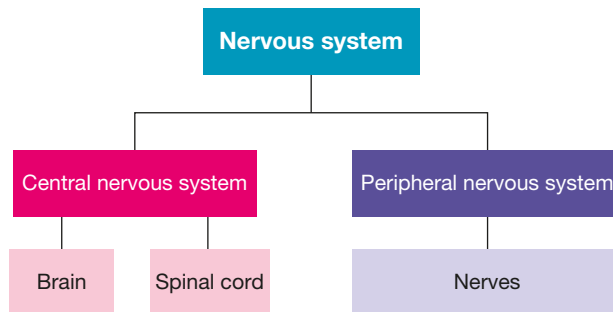 Nervous system
Central nervous system
Peripheral nervous system
Brain
Spinal cord
Nerves